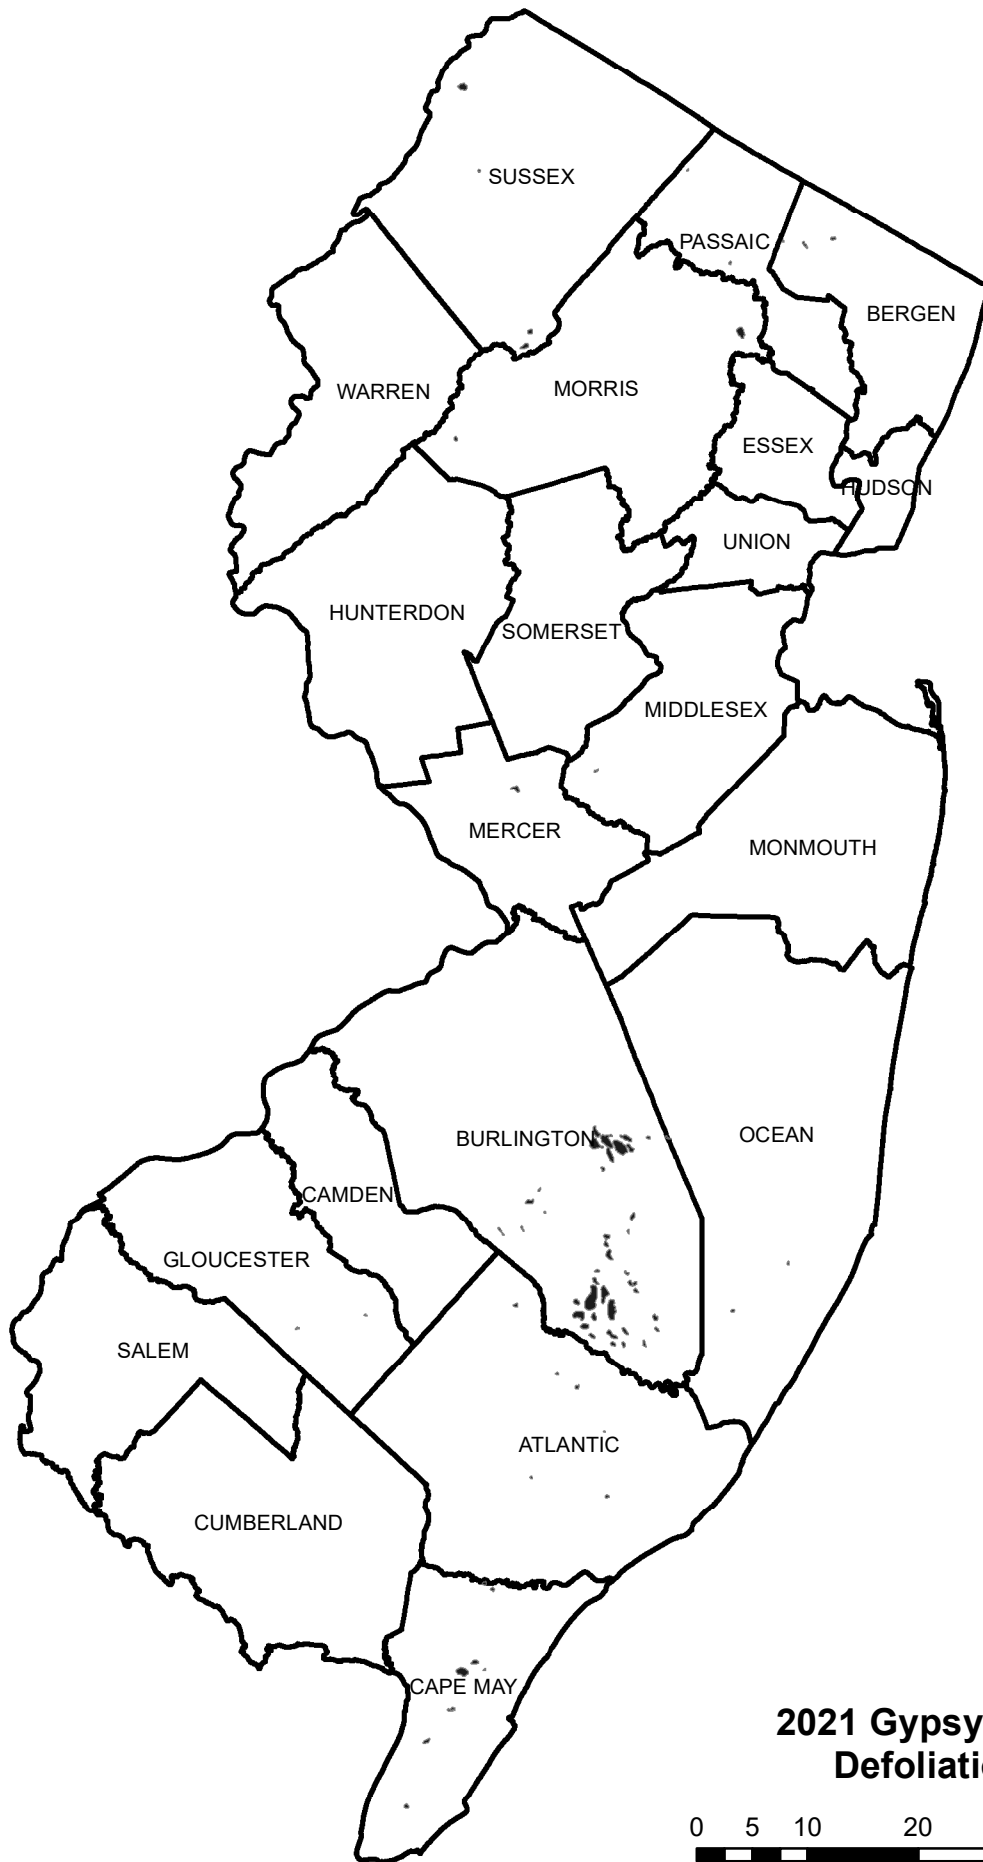 SUSSEX
PASSAIC
BERGEN
WARREN
MORRIS
ESSEX
HUDSON
UNION
HUNTERDON
SOMERSET
MIDDLESEX
MERCER
MONMOUTH
BURLINGTON
OCEAN
CAMDEN
GLOUCESTER
SALEM
ATLANTIC
CUMBERLAND
CAPE MAY
2021 Gypsy
Defoliati
0 5 10 20